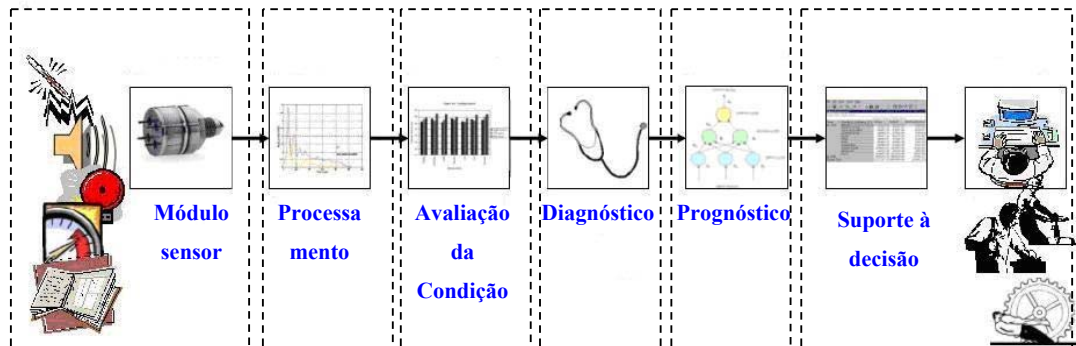 Módulo
sensor
Processa
mento
Avaliação
da
Condição
Diagnóstico
Prognóstico
Suporte à
decisão